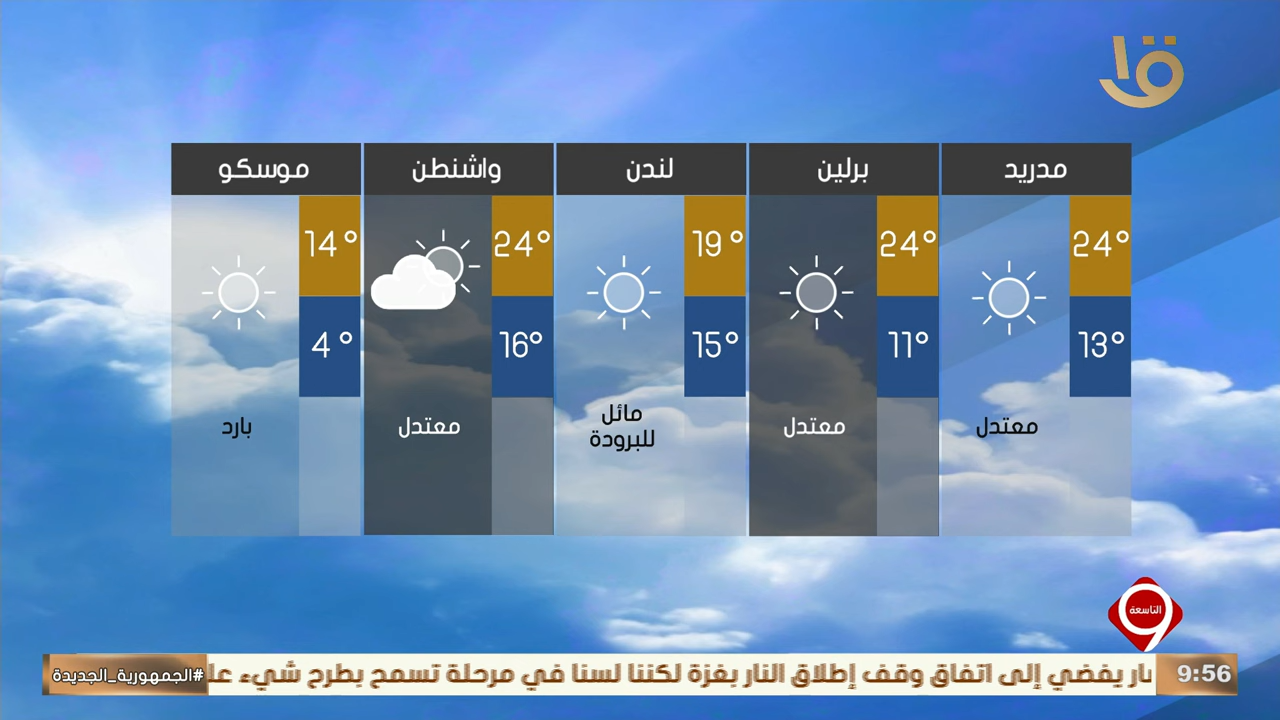 مدريد
24°
13°
معتدل
برلين
24°
11°
معتدل
لندن
19°
15°
مائل
للبرودة
واشنطن
24°
16°
معتدل
موسكو
14°
4°
بارد
التاسعة
9
9:56
يفضي إلى اتفاق وقف إطلاق النار بغزة لكننا لسنا في مرحلة تسمح بطرح شيء
#الجمهورية_الجديدة